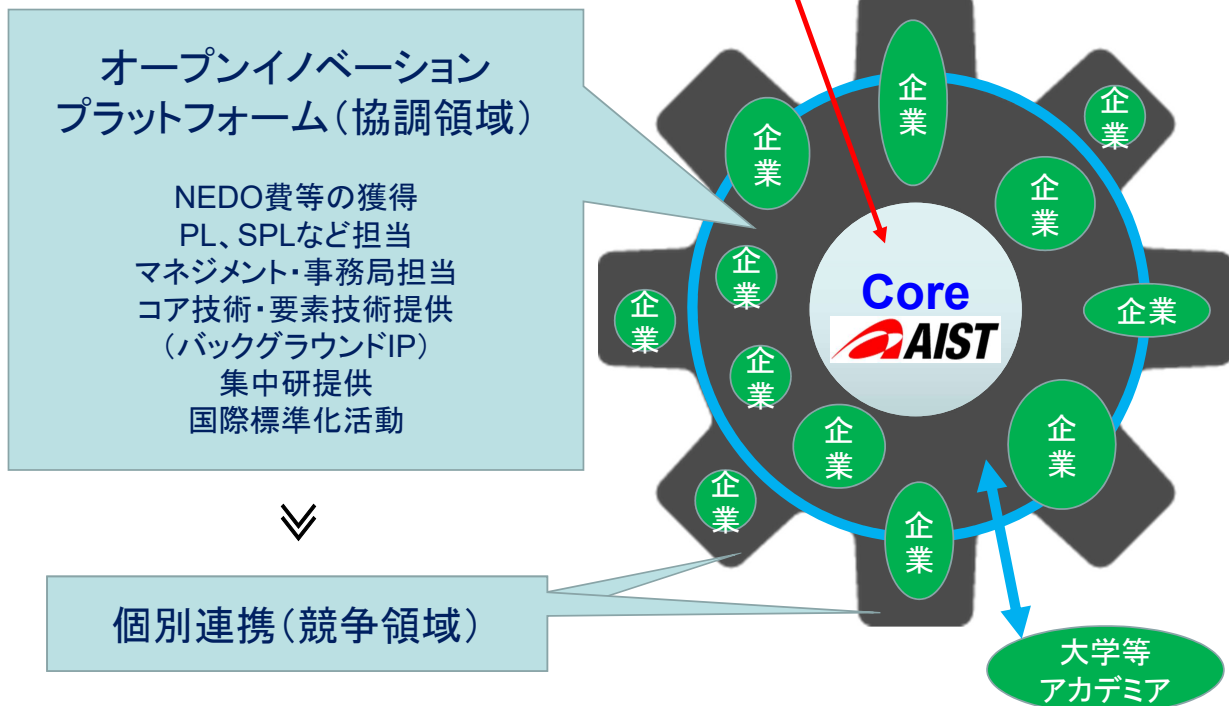 オープンイノベーション
プラットフォーム（協調領域）
NEDO費等の獲得
PL、SPLなど担当
マネジメント・事務局担当
コア技術・要素技術提供
（バックグラウンドIP）
集中研提供
国際標準化活動
個別連携（競争領域）
企業
企業
企業
企業
企業
企業
企業
企業
企業
企業
企業
企業
Core
AIST
大学等
アカデミア